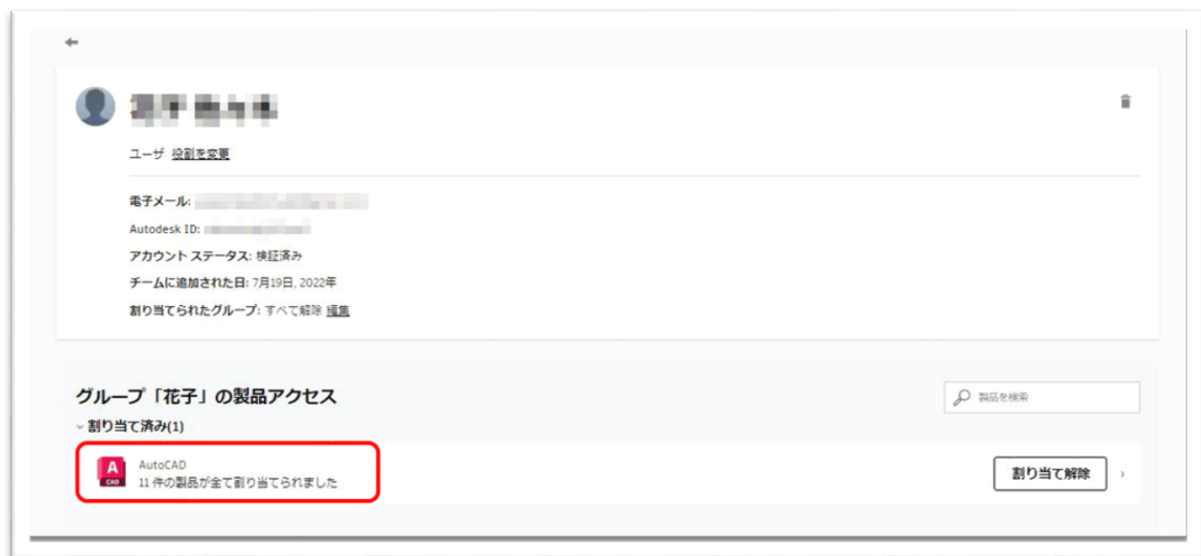 ユーザ 役割を変更
電子メール:
Autodesk ID:
アカウント ステータス: 検証済み
チームに追加された日: 7月19日, 2022年
割り当てられたグループ: すべて解除 編集
グループ「花子」の製品アクセス
製品を検索
割り当て済み(1)
A
CAD
AutoCAD
11 件の製品が全て割り当てられました
割り当て解除